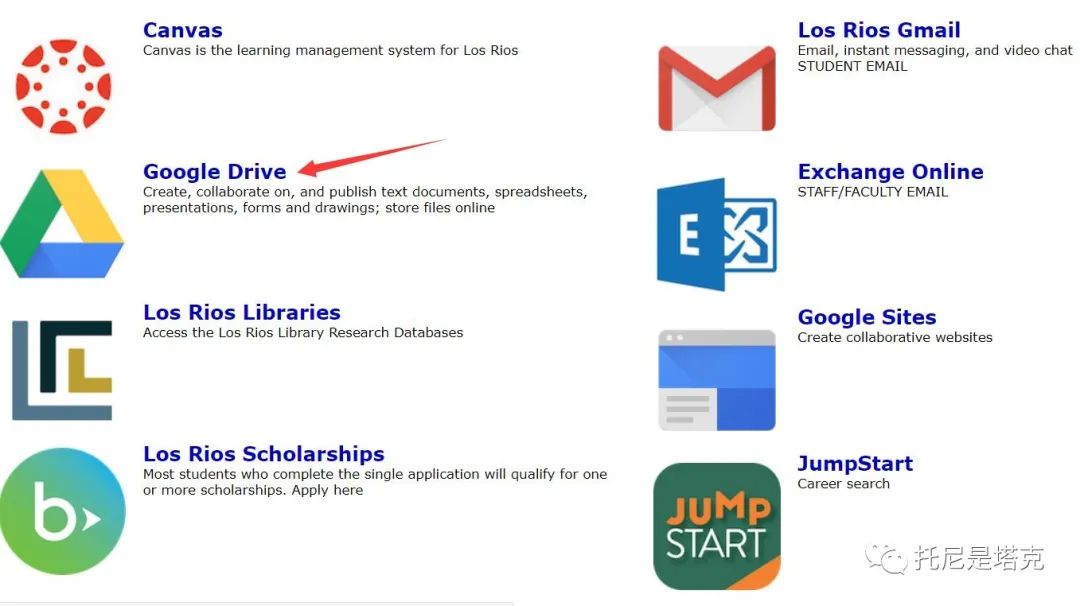 Canvas
Canvas is the learning management system for Los Rios
Google Drive
Create, collaborate on, and publish text documents, spreadsheets,
presentations, forms and drawings; store files online
Los Rios Libraries
Access the Los Rios Library Research Databases
b
Los Rios Scholarships
Most students who complete the single application will qualify for one
or more scholarships. Apply here
Los Rios Gmail
Email, instant messaging, and video chat
STUDENT EMAIL
E
Exchange Online
STAFF/FACULTY EMAIL
Google Sites
Create collaborative websites
JUMP
START
JumpStart
Career search
托尼是塔克